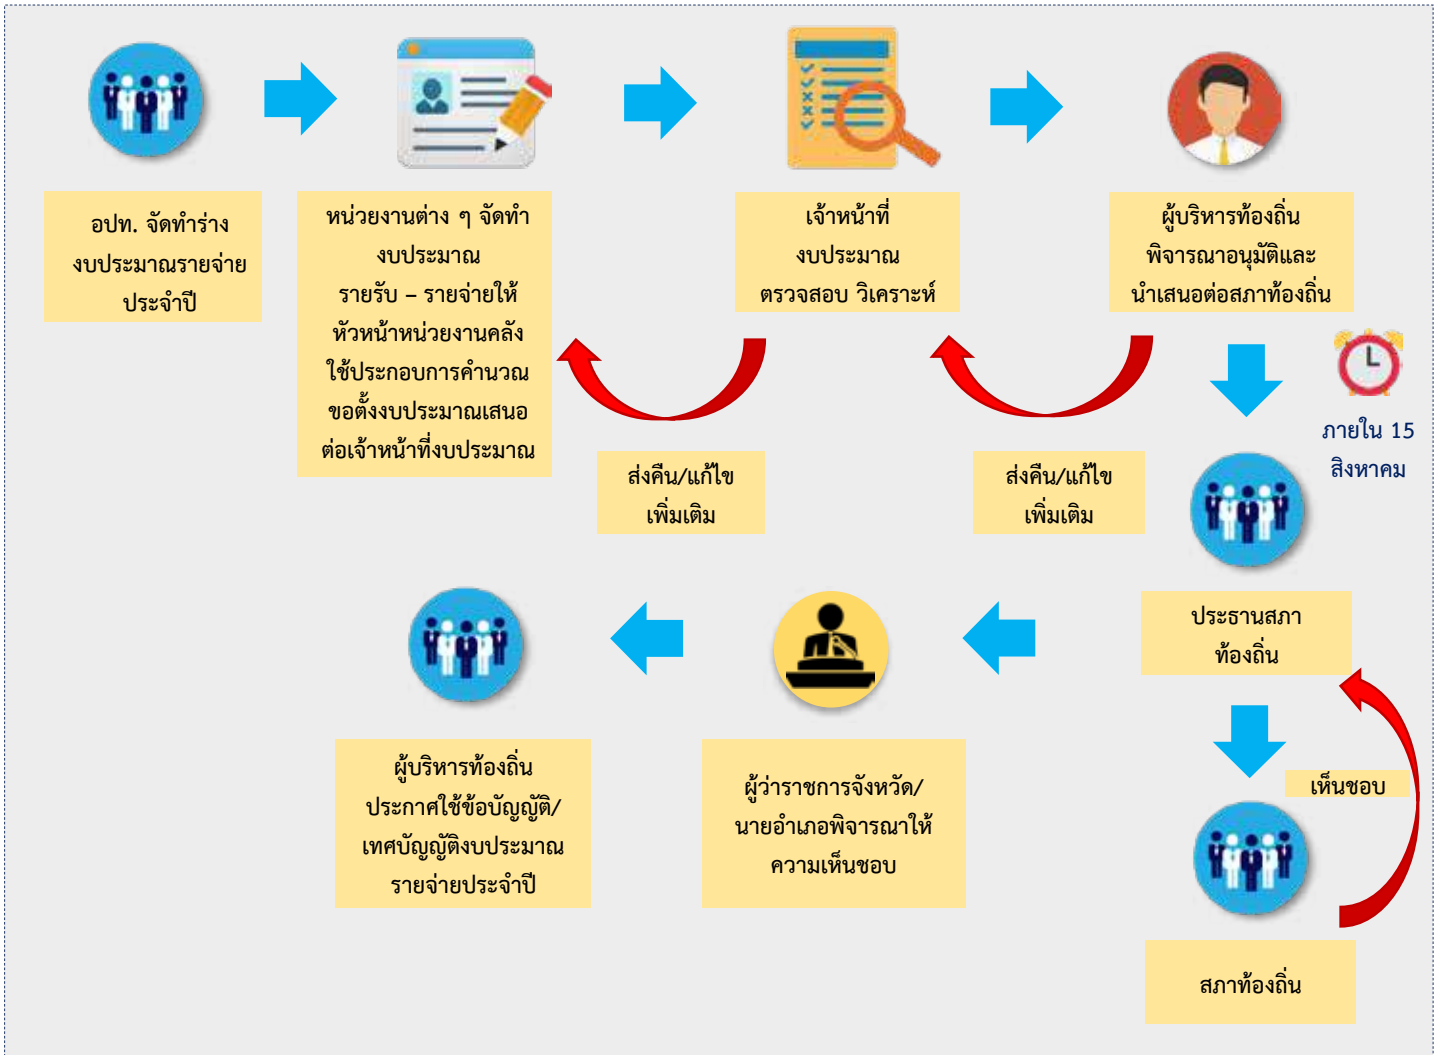 อปท. จัดทำร่าง
งบประมาณรายจ่าย
ประจำปี
หน่วยงานต่าง ๆ จัดทำ
งบประมาณ
รายรับ – รายจ่ายให้
หัวหน้าหน่วยงานคลัง
ใช้ประกอบการคำนวณ
ขอตั้งงบประมาณเสนอ
ต่อเจ้าหน้าที่งบประมาณ
เจ้าหน้าที่
งบประมาณ
ตรวจสอบ วิเคราะห์
ผู้บริหารท้องถิ่น
พิจารณาอนุมัติและ
นำเสนอต่อสภาท้องถิ่น
ส่งคืน/แก้ไข
เพิ่มเติม
ส่งคืน/แก้ไข
เพิ่มเติม
ภายใน 15
สิงหาคม
ประธานสภา
ท้องถิ่น
เห็นชอบ
สภาท้องถิ่น
ผู้ว่าราชการจังหวัด/
นายอำเภอพิจารณาให้
ความเห็นชอบ
ผู้บริหารท้องถิ่น
ประกาศใช้ข้อบัญญัติ/
เทศบัญญัติงบประมาณ
รายจ่ายประจำปี